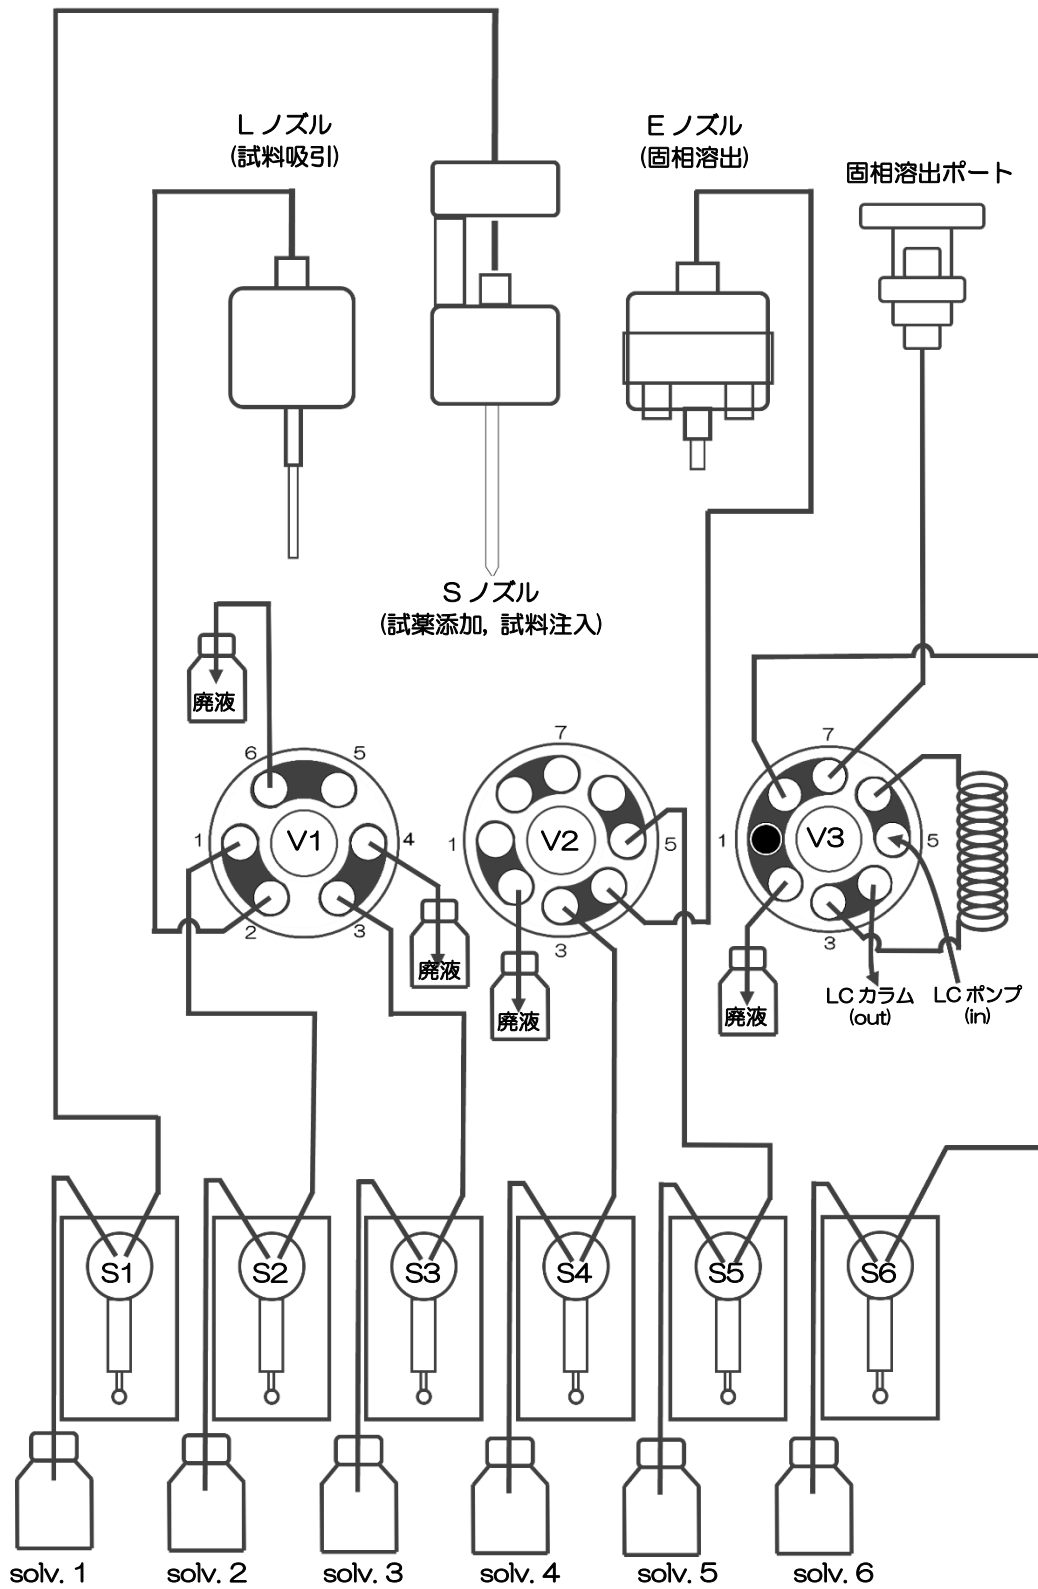 L ノズル
(試料吸引)
E ノズル
(固相溶出)
固相溶出ポート
S ノズル
(試薬添加, 試料注入)
廃液
7
7
6
5
1
V1
4
1
V2
5
1
V3
5
2
3
3
3
廃液
廃液
廃液
LC カラム
(out)
LC ポンプ
(in)
S1
S2
S3
S4
S5
S6
solv. 1
solv. 2
solv. 3
solv. 4
solv. 5
solv. 6